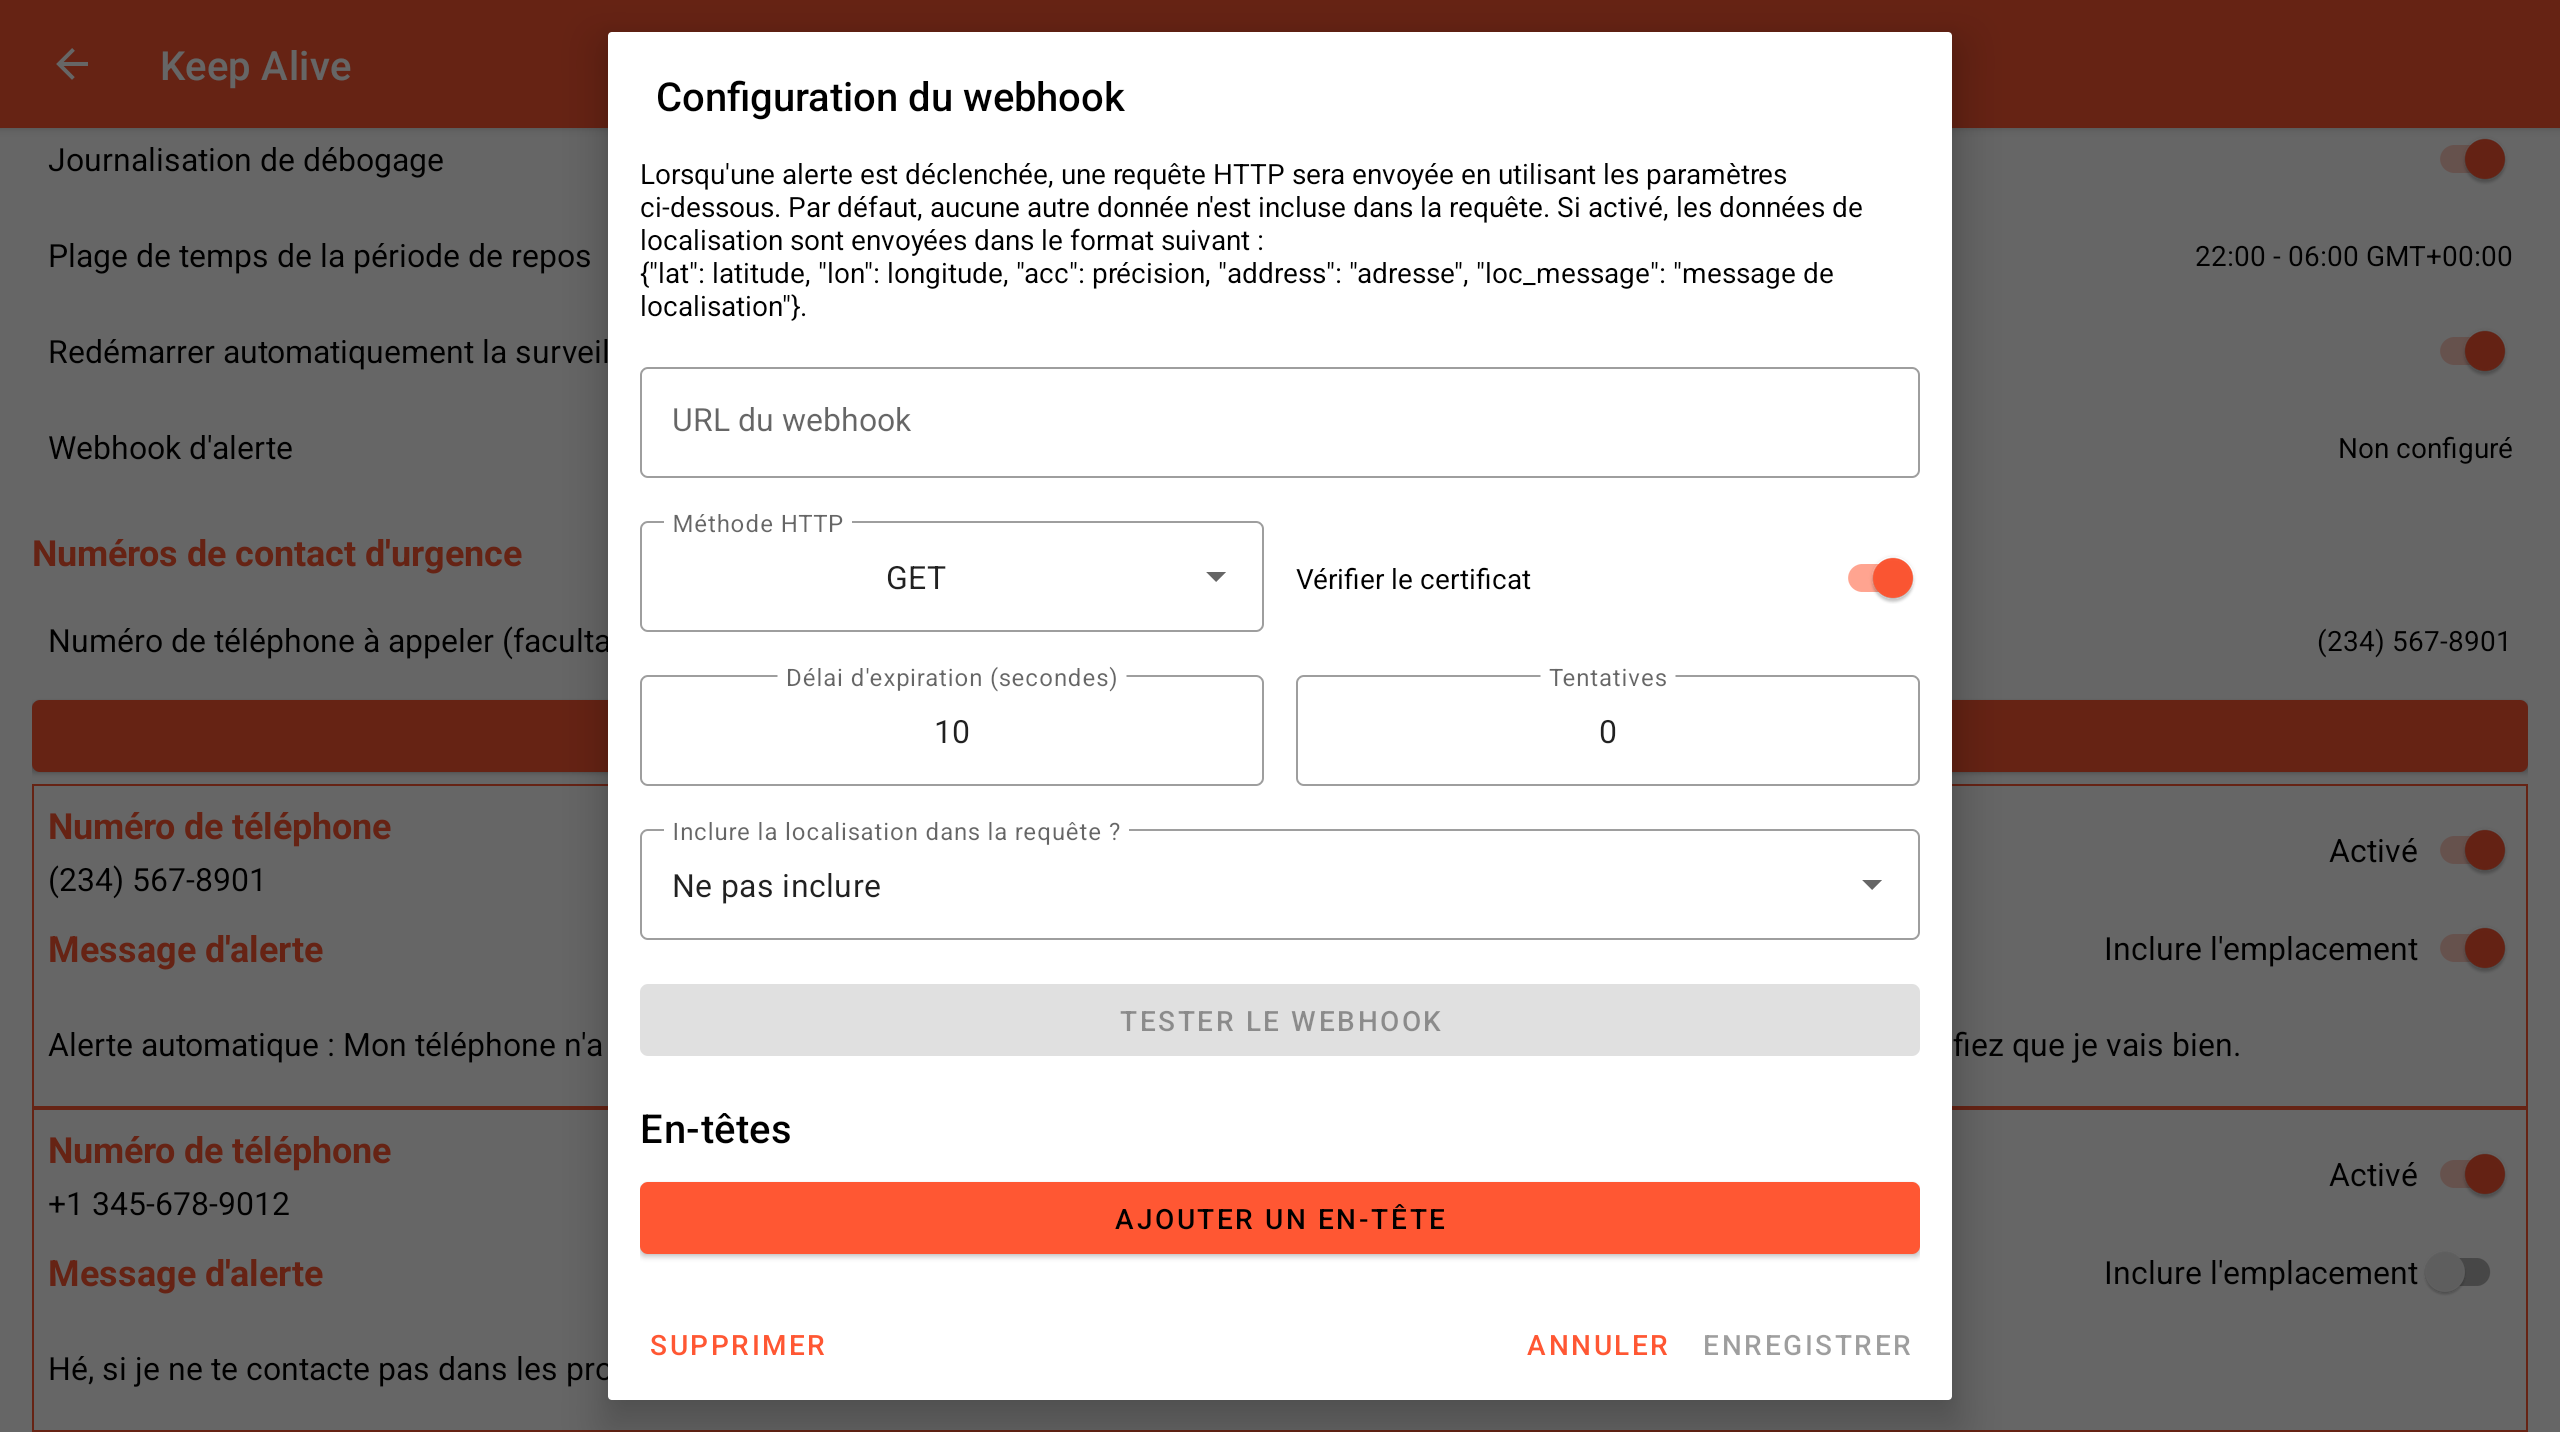 Keep Alive
Journalisation de débogage
Plage de temps de la période de repos
22:00 - 06:00 GMT+00:00
Redémarrer automatiquement la
Webhook d'alerte
Non configuré
Numéros de contact d'urgence
Numéro de téléphone à appeler
(234) 567-8901
Numéro de téléphone
(234) 567-8901
Activé
Message d'alerte
Inclure l'emplacement
Alerte automatique : Mon téléphone n'a
que je vais bien.
Numéro de téléphone
+1 345-678-9012
Activé
Message d'alerte
Inclure l'emplacement
Hé, si je ne te contacte pas dans les
Configuration du webhook
Lorsqu'une alerte est déclenchée, une requête HTTP sera envoyée en utilisant les paramètres
ci-dessous. Par défaut, aucune autre donnée n'est incluse dans la requête. Si activé, les données de
localisation sont envoyées dans le format suivant :
{"lat": latitude, "lon": longitude, "acc": précision, "address": "adresse", "loc_message": "message de
localisation"}.
URL du webhook
Méthode HTTP
GET
Vérifier le certificat
Délai d'expiration (secondes)
10
Tentatives
0
Inclure la localisation dans la requête ?
Ne pas inclure
TESTER LE WEBHOOK
En-têtes
AJOUTER UN EN-TÊTE
SUPPRIMER
ANNULER
ENREGISTRER